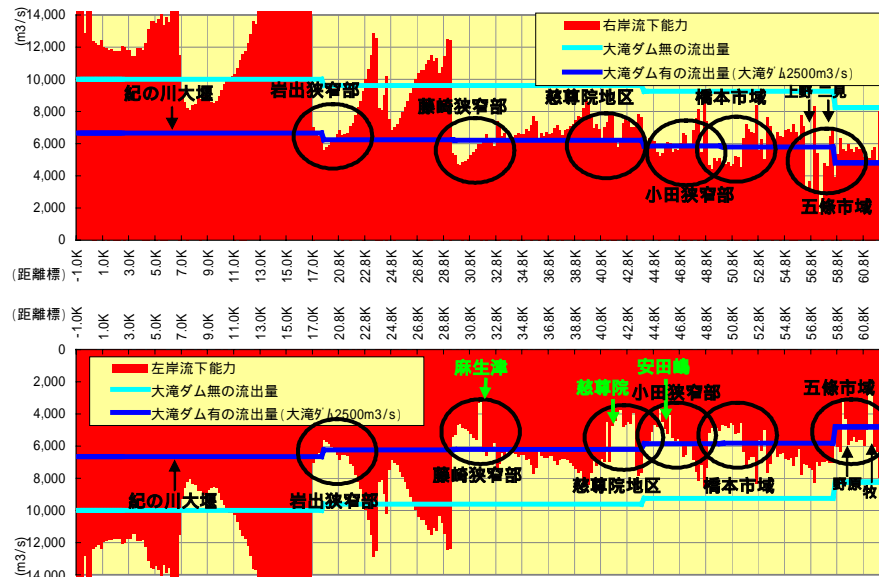 (m3/s)
14,000
12,000
10,000
8,000
6,000
4,000
2,000
0
右岸流下能力
大滝ダム無の流出量
大滝ダム有の流出量(大滝ダム2500m3/s)
紀の川大堰
岩出狭窄部
藤崎狭窄部
慈尊院地区
橋本市域
上野
二見
小田狭窄部
五條市域
(距離標)
-1.0K
1.0K
3.0K
5.0K
7.0K
9.0K
11.0K
13.0K
15.0K
17.0K
20.8K
22.8K
24.8K
26.8K
28.8K
30.8K
32.8K
34.8K
36.8K
38.8K
40.8K
42.8K
44.8K
46.8K
48.8K
50.8K
52.8K
54.8K
56.8K
58.8K
60.8K
(距離標)
-1.0K
1.0K
3.0K
5.0K
7.0K
9.0K
11.0K
13.0K
15.0K
17.0K
20.8K
22.8K
24.8K
26.8K
28.8K
30.8K
32.8K
34.8K
36.8K
38.8K
40.8K
42.8K
44.8K
46.8K
48.8K
50.8K
52.8K
54.8K
56.8K
58.8K
60.8K
0
2,000
4,000
6,000
8,000
10,000
12,000
14,000
(m3/s)
左岸流下能力
大滝ダム無の流出量
大滝ダム有の流出量(大滝ダム2500m3/s)
麻生津
慈尊院
安田嶋
小田狭窄部
五條市域
紀の川大堰
岩出狭窄部
藤崎狭窄部
慈尊院地区
橋本市域
野原
牧